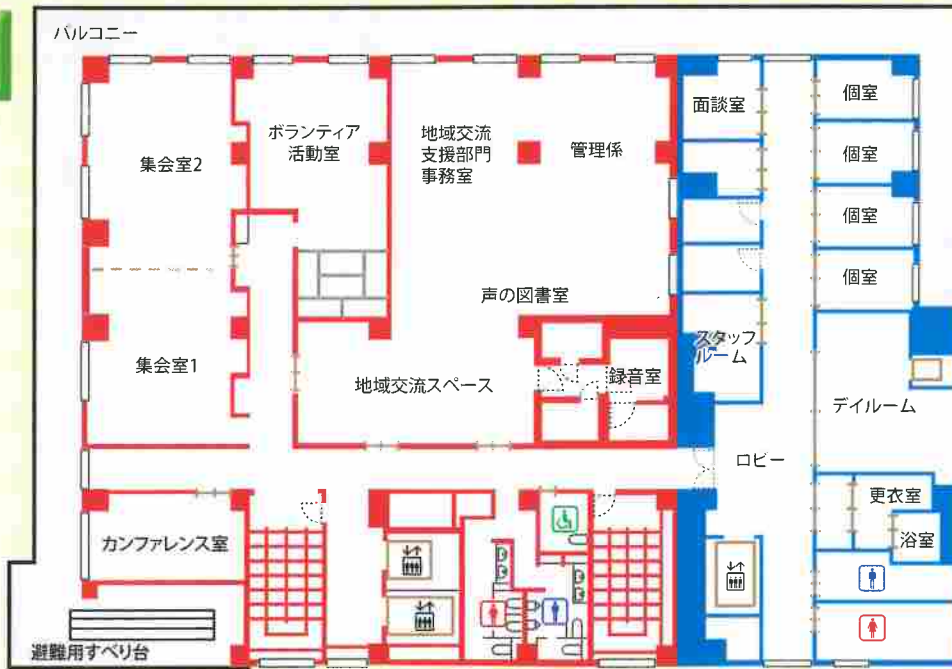 バルコニー
集会室2
ボランティア
活動室
地域交流
支援部門
事務室
管理係
面談室
個室
個室
個室
個室
声の図書室
スタッフ
ルーム
集会室1
地域交流スペース
録音室
デイルーム
ロビー
カンファレンス室
更衣室
浴室
避難用すべり台